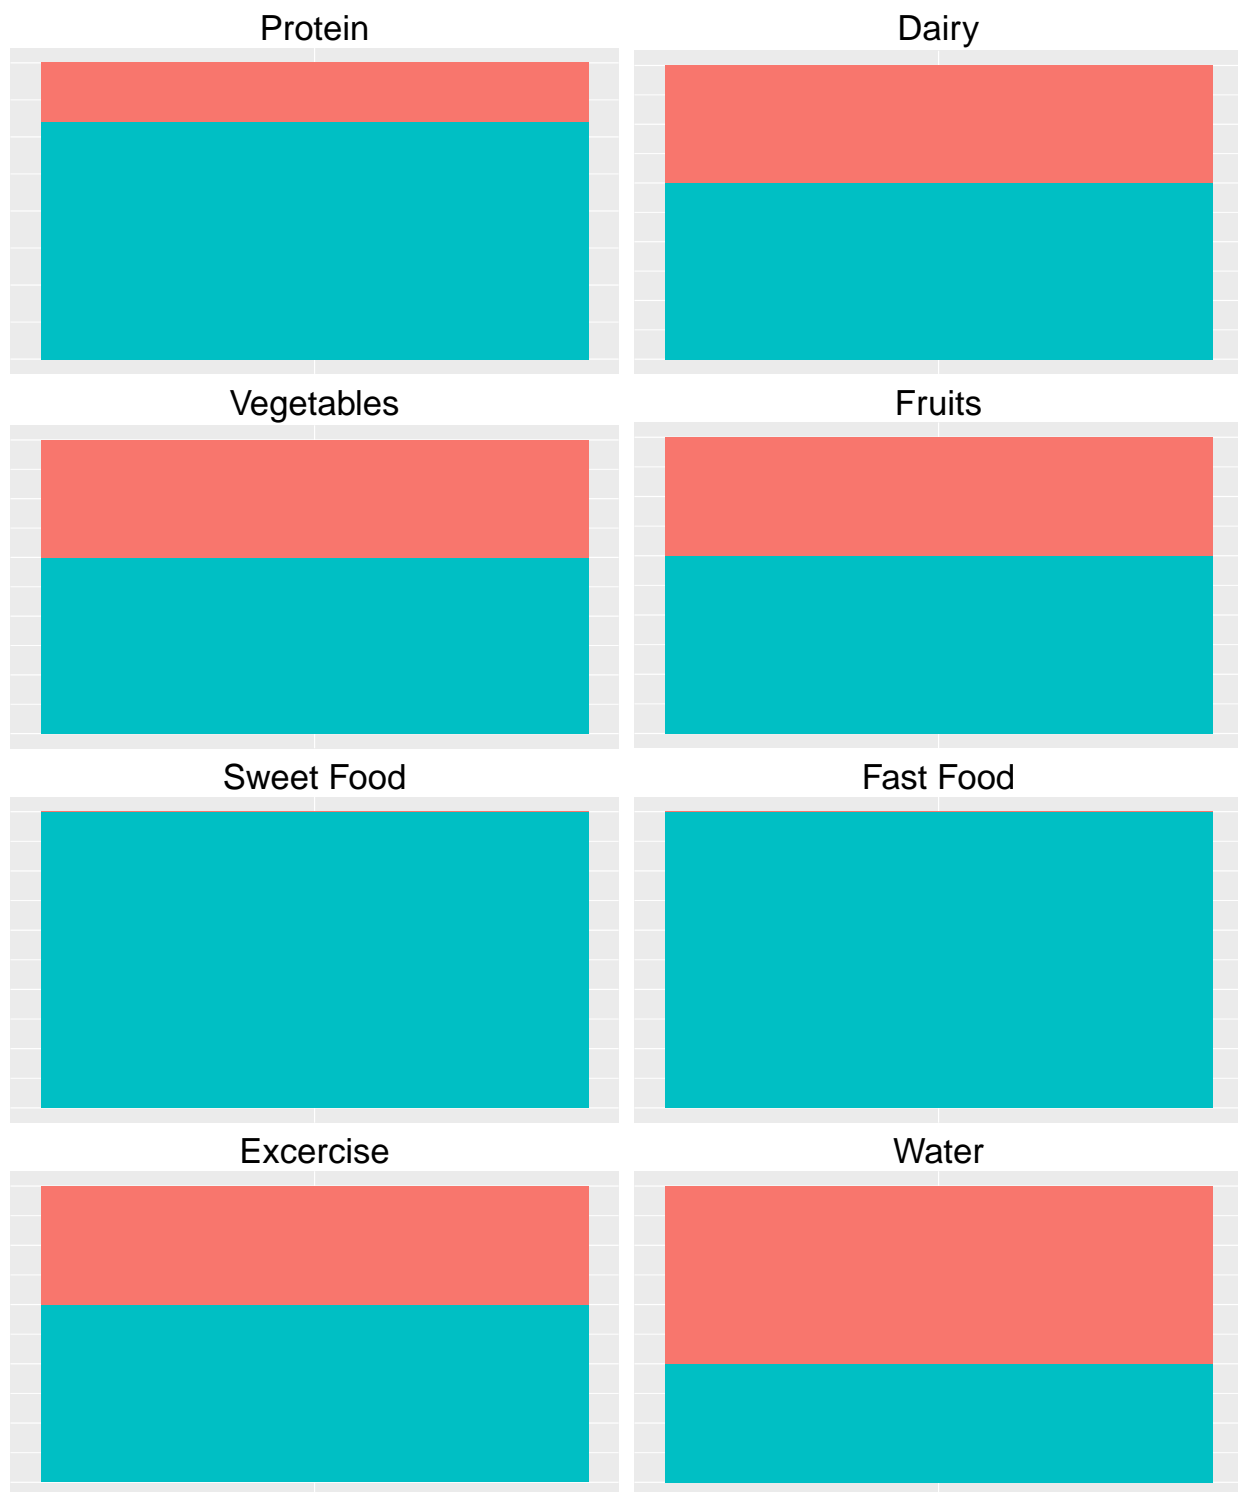 Protein
Dairy
Vegetables
Fruits
Sweet Food
Fast Food
Excercise
Water